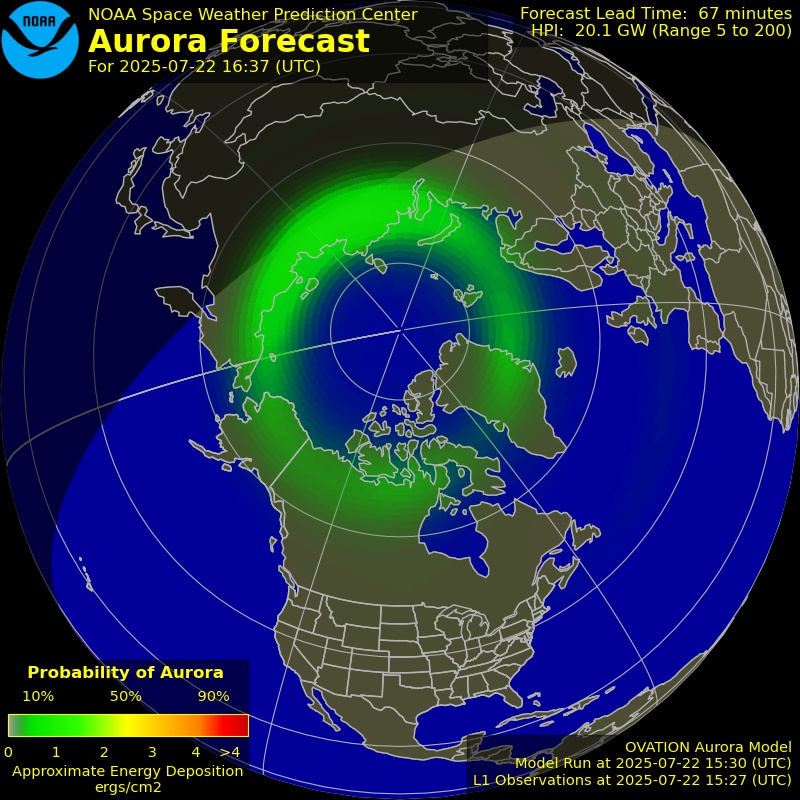 NOAA
NOAA Space Weather Prediction Center
Aurora Forecast
For 2025-07-22 16:37 (UTC)
Forecast Lead Time: 67 minutes
HPI: 20.1 GW (Range 5 to 200)
Probability of Aurora
10% 50% 90%
0 1 2 3 4 >4
Approximate Energy Deposition
ergs/cm2
OVATION Aurora Model
Model Run at 2025-07-22 15:30 (UTC)
L1 Observations at 2025-07-22 15:27 (UTC)